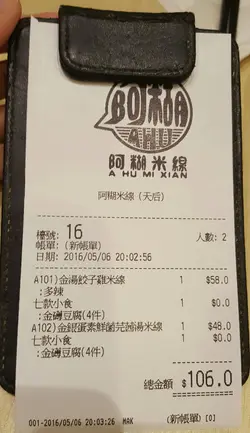 阿糊
AHU
阿糊米線
A HU MI XIAN
阿糊米線(天后)
檯號: 16 人數: 2
帳單: (新帳單)
日期: 2016/05/06 20:02:56
A101)金湯餃子雞米線 1 $58.0
:多辣
七款小食 1 $0.0
:金磚豆腐(4件)
A102)金銀蛋素鮮菌芫茜湯米線 1 $48.0
七款小食 1 $0.0
:金磚豆腐(4件)
總金額 $106.0
001-2016/05/06 20:03:26 MAK (新帳單) [0]